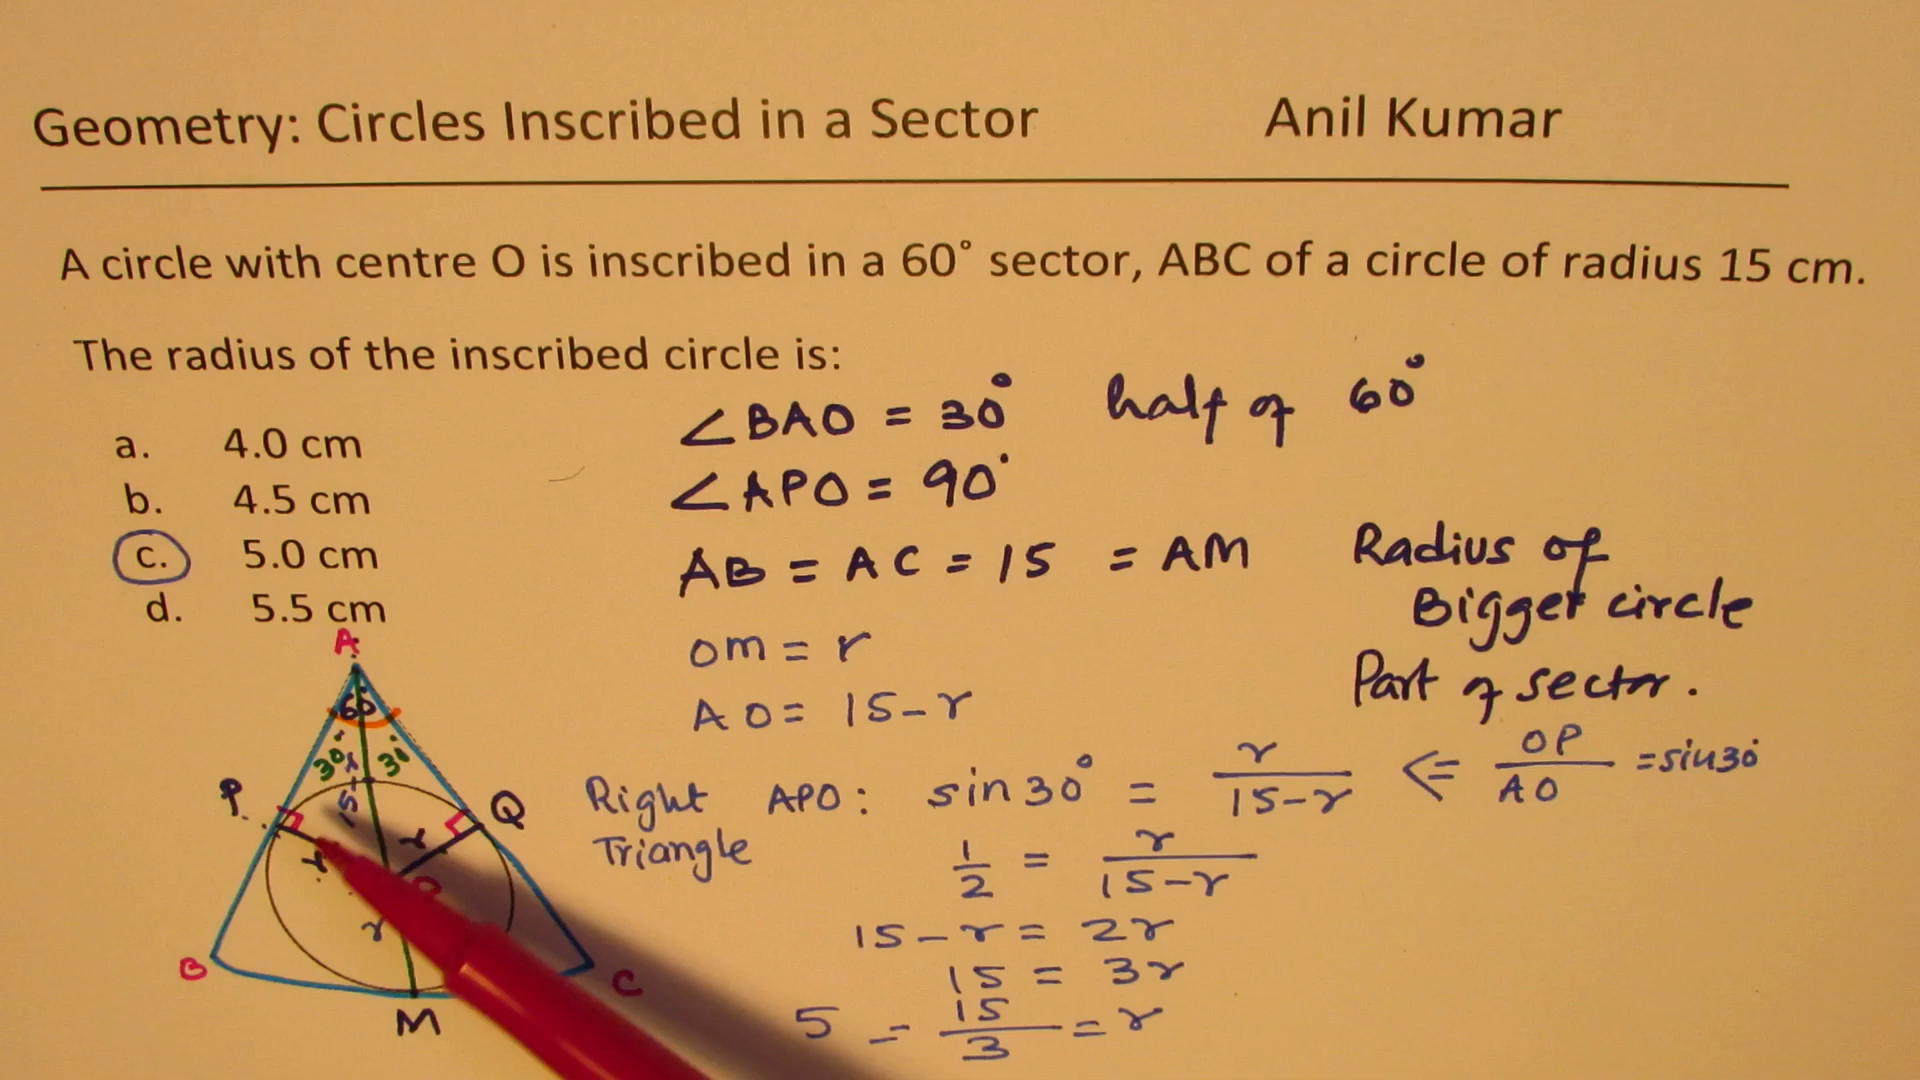 Geometry: Circles Inscribed in a Sector Anil Kumar
A circle with centre O is inscribed in a 60° sector, ABC of a circle of radius 15 cm.
The radius of the inscribed circle is:
a. 4.0 cm
b. 4.5 cm
c. 5.0 cm
d. 5.5 cm
∠BAO = 30° half of 60°
∠APO = 90°
AB = AC = 15 = AM Radius of
Bigger circle
Part of sector.
OM = r
AO = 15-r
Right APO: sin30° = r/(15-r) <= OP/AO = sin30°
Triangle
1/2 = r/(15-r)
15-r = 2r
15 = 3r
5 = 15/3 = r
A
60
30° 30°
15-r
P Q
r r
O
r
B C
M